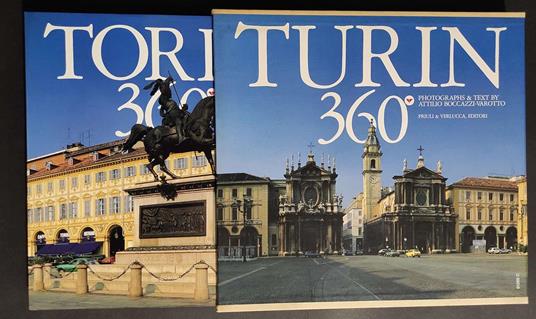 TORI
360°
TURIN
360°
PHOTOGRAPHS & TEXT BY
ATTILIO BOCCAZZI-VAROTTO
PRIULI & VERLUCCA, EDITORI